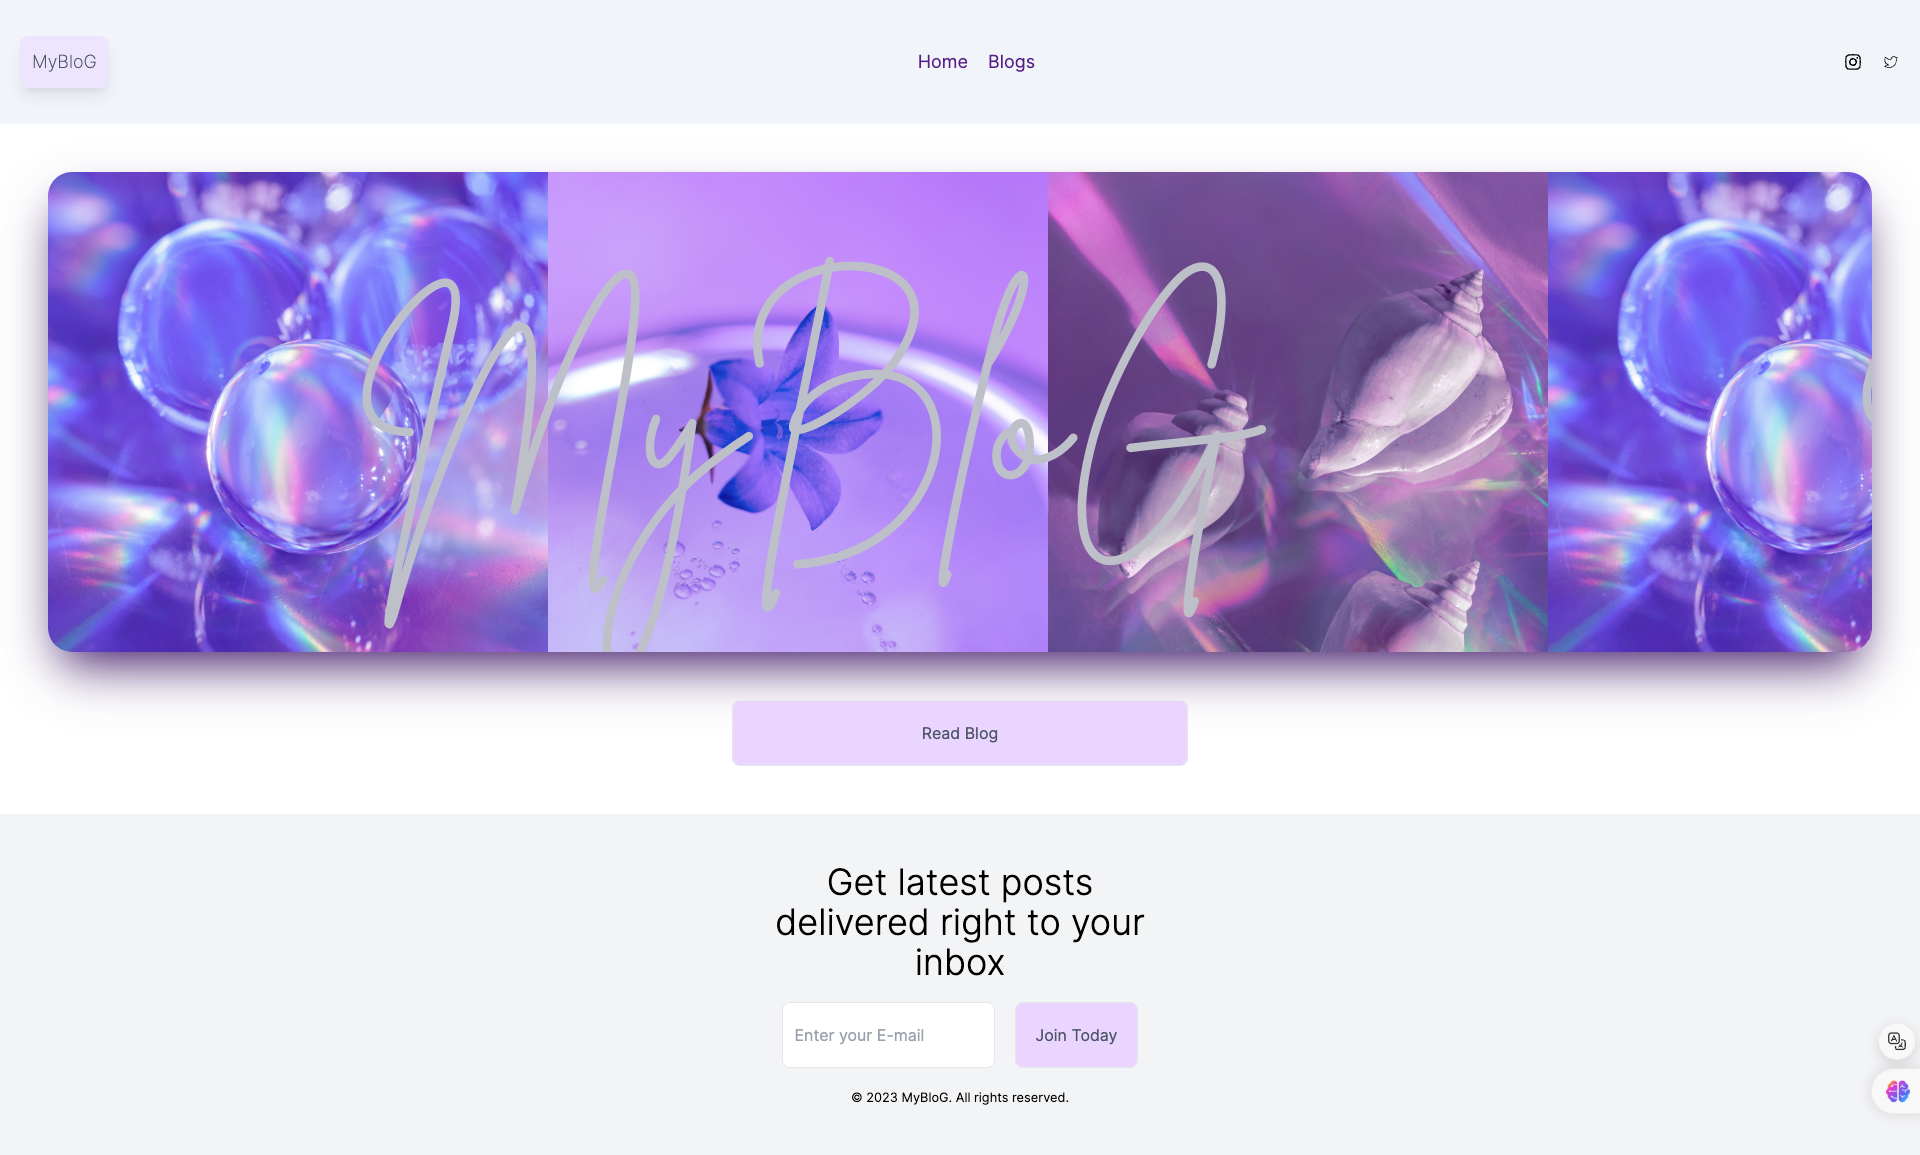 MyBloG
Home
Blogs
MyBloG
Read Blog
Get latest posts
delivered right to your
inbox
Enter your E-mail
Join Today
© 2023 MyBloG. All rights reserved.